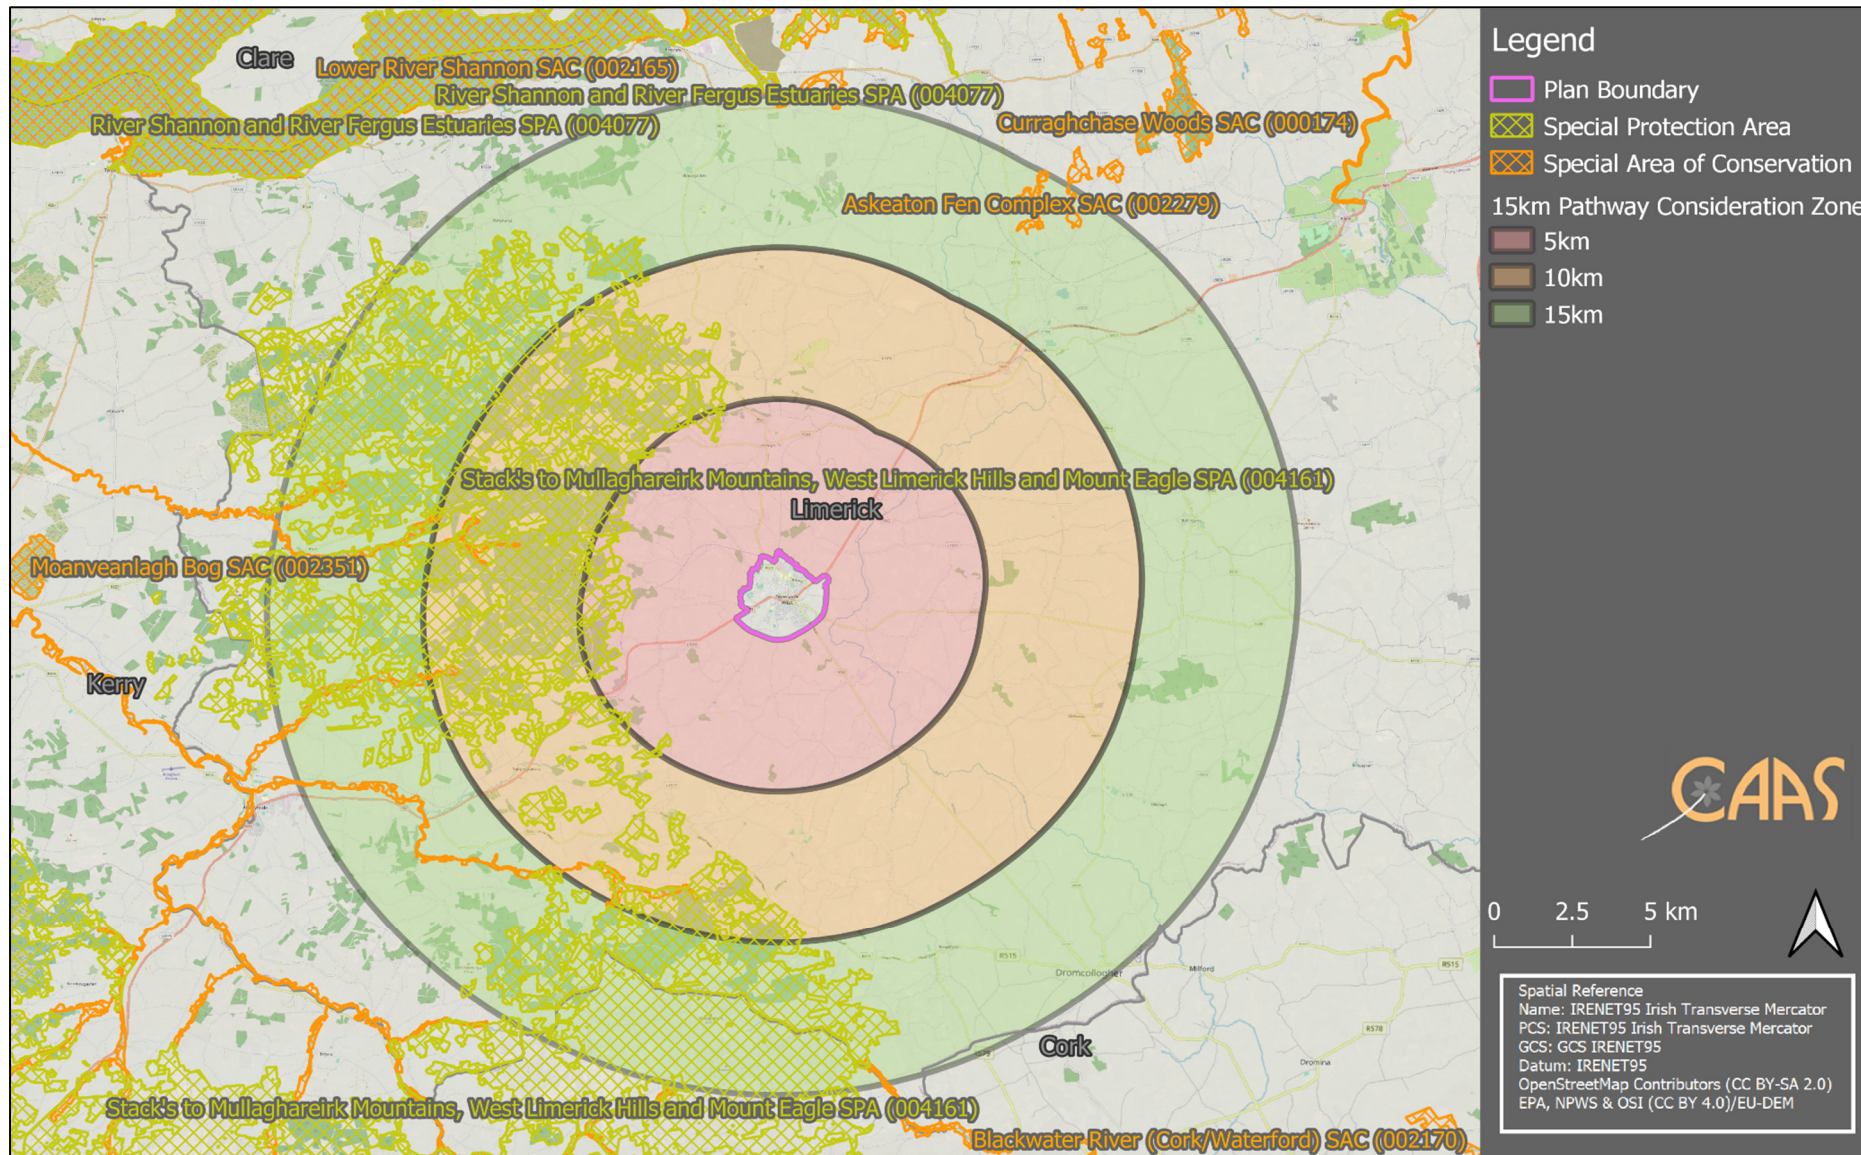 Clare
Lower River Shannon SAC (002165)
River Shannon and River Fergus Estuaries SPA (004077)
River Shannon and River Fergus Estuaries SPA (004077)
Curraghchase Woods SAC (000174)
Askeaton Fen Complex SAC (002279)
Stack's to Mullaghareirk Mountains, West Limerick Hills and Mount Eagle SPA (004161)
Limerick
Moanveanlagh Bog SAC (002351)
Kerry
R515
Dromcollogher
Milford
R515
R578
Cork
Dromina
Stack's to Mullaghareirk Mountains, West Limerick Hills and Mount Eagle SPA (004161)
Blackwater River (Cork/Waterford) SAC (002170)
Legend
Plan Boundary
Special Protection Area
Special Area of Conservation
15km Pathway Consideration Zone
5km
10km
15km
CAAS
0 2.5 5 km
Spatial Reference
Name: IRENET95 Irish Transverse Mercator
PCS: IRENET95 Irish Transverse Mercator
GCS: GCS IRENET95
Datum: IRENET95
OpenStreetMap Contributors (CC BY-SA 2.0)
EPA, NPWS & OSI (CC BY 4.0)/EU-DEM